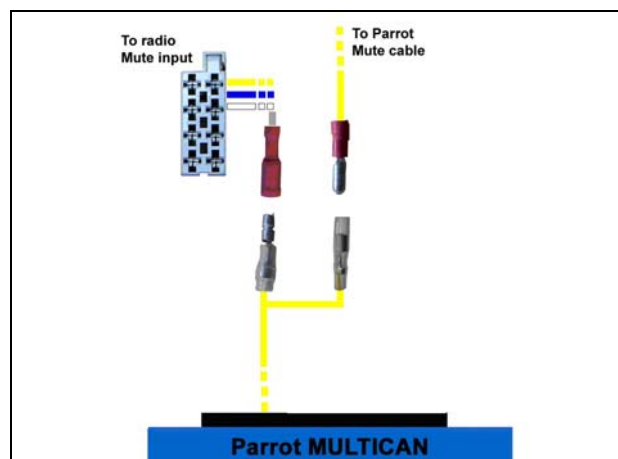 To radio
Mute input
To Parrot
Mute cable
Parrot MULTICAN